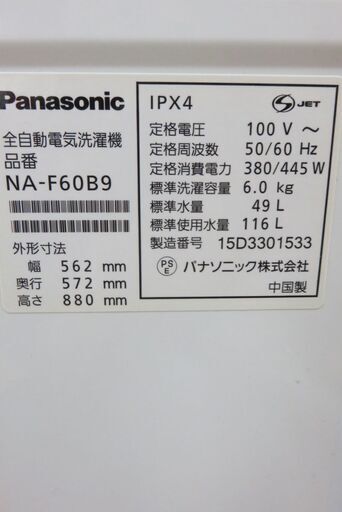 Panasonic
全自動電気洗濯機
品番
NA-F60B9
外形寸法
幅 562 mm
奥行 572 mm
高さ 880 mm
IPX4
S JET
定格電圧 100 V ~
定格周波数 50/60 Hz
定格消費電力 380/445 W
標準洗濯容量 6.0 kg
標準水量 49 L
標準使用水量 116 L
製造番号 15D3301533
PS E パナソニック株式会社
中国製